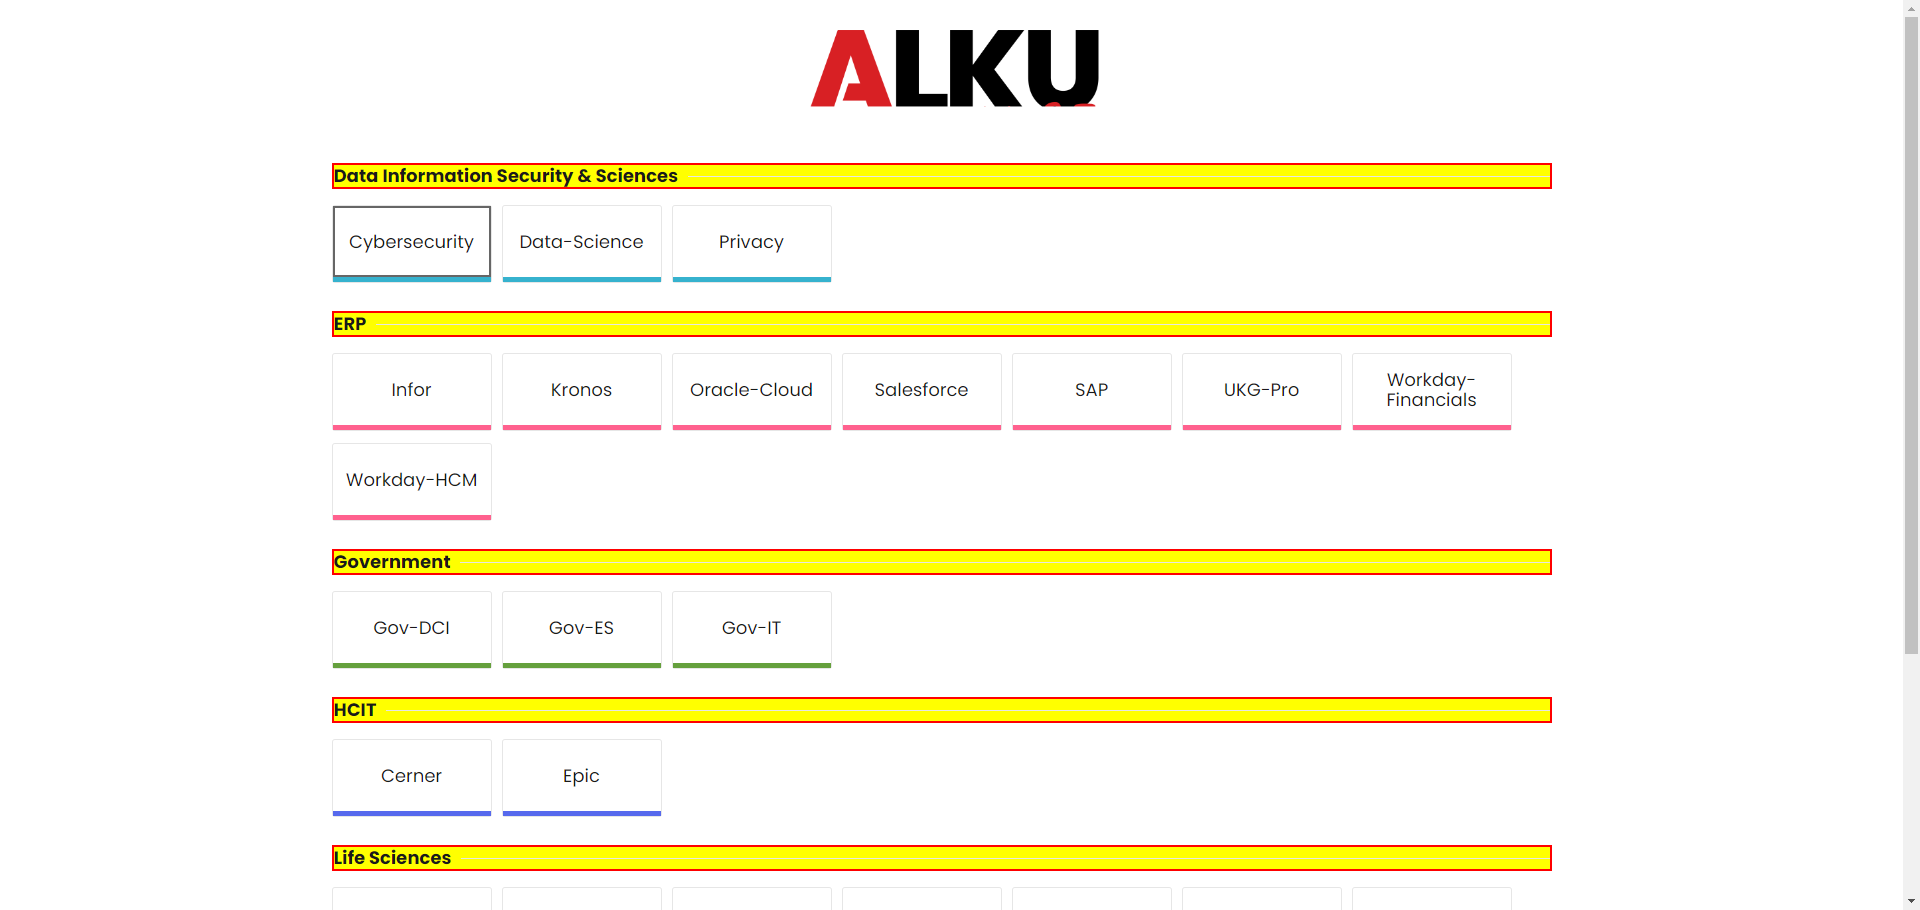 ALKU
Data Information Security & Sciences
Cybersecurity
Data-Science
Privacy
ERP
Infor
Kronos
Oracle-Cloud
Salesforce
SAP
UKG-Pro
Workday-
Financials
Workday-HCM
Government
Gov-DCI
Gov-ES
Gov-IT
HCIT
Cerner
Epic
Life Sciences